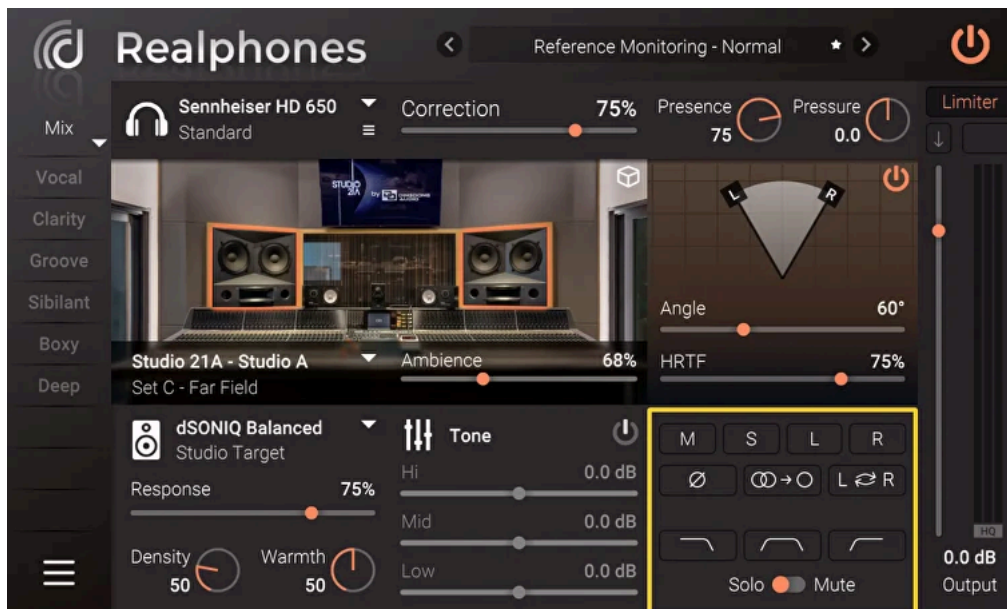 Realphones
Reference Monitoring - Normal
Mix
Vocal
Clarity
Groove
Sibilant
Boxy
Deep
Sennheiser HD 650
Standard
Correction 75%
Presence
75
Pressure
0.0
Limiter
STUDIO
21A by
L R
Studio 21A - Studio A
Set C - Far Field
Ambience 68%
Angle 60°
HRTF 75%
dSONIQ Balanced
Studio Target
Response 75%
Density
50
Warmth
50
Tone
Hi 0.0 dB
Mid 0.0 dB
Low 0.0 dB
M S L R
Ø L R
Solo Mute
HQ
0.0 dB
Output